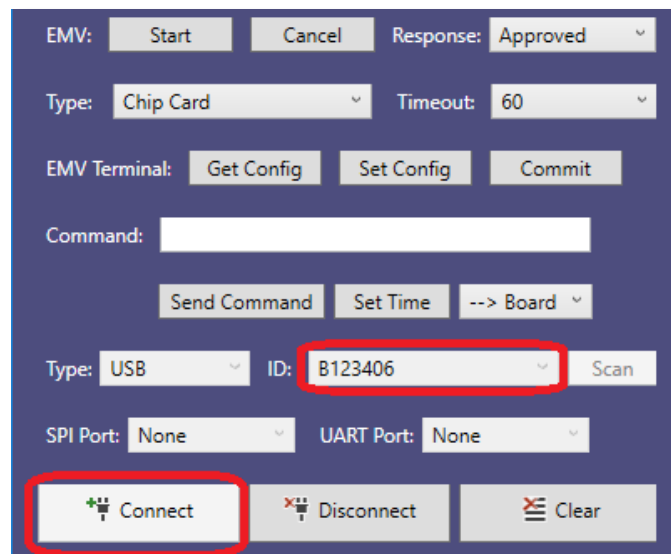 EMV: Start Cancel Response: Approved
Type: Chip Card Timeout: 60
EMV Terminal: Get Config Set Config Commit
Command:
Send Command Set Time --> Board
Type: USB ID: B123406 Scan
SPI Port: None UART Port: None
Connect Disconnect Clear